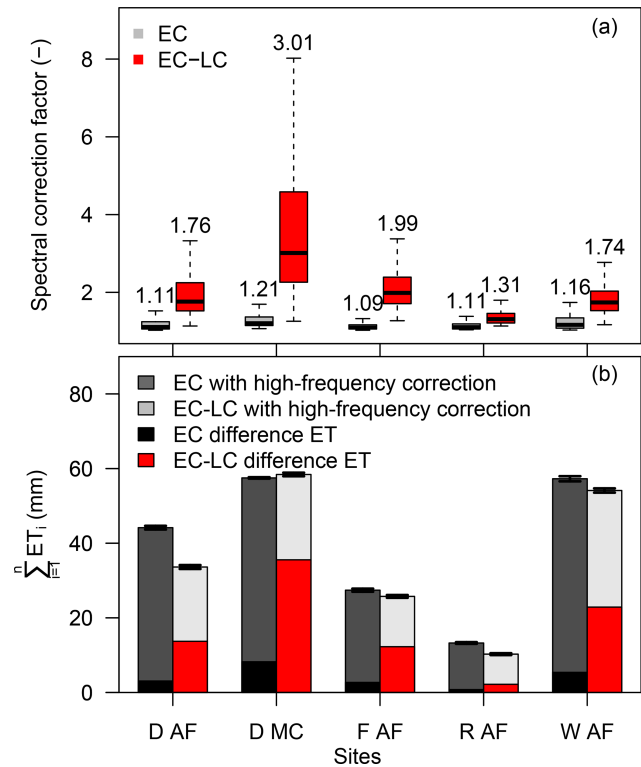 (a)
EC
EC−LC
Spectral correction factor (−)
8
6
4
2
1.11
1.76
1.21
3.01
1.09
1.99
1.11
1.31
1.16
1.74
(b)
EC with high-frequency correction
EC-LC with high-frequency correction
EC difference ET
EC-LC difference ET
n
∑ ETi (mm)
i=1
80
60
40
20
0
D AF
D MC
F AF
R AF
W AF
Sites